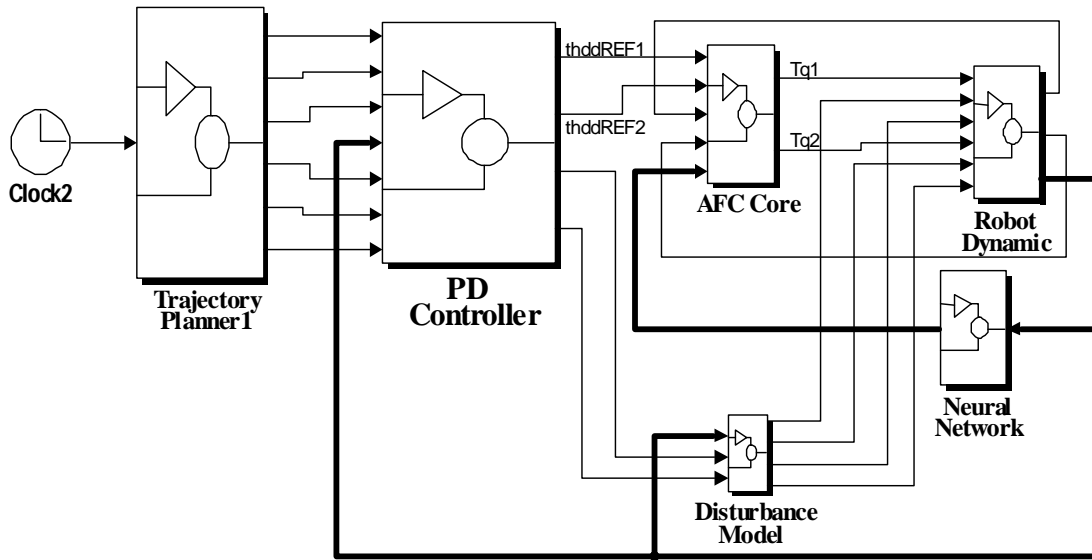 thddREF1
thddREF2
Tq1
Tq2
Clock2
AFC Core
Robot
Dynamic
Trajectory
Planner1
PD
Controller
Neural
Network
Disturbance
Model